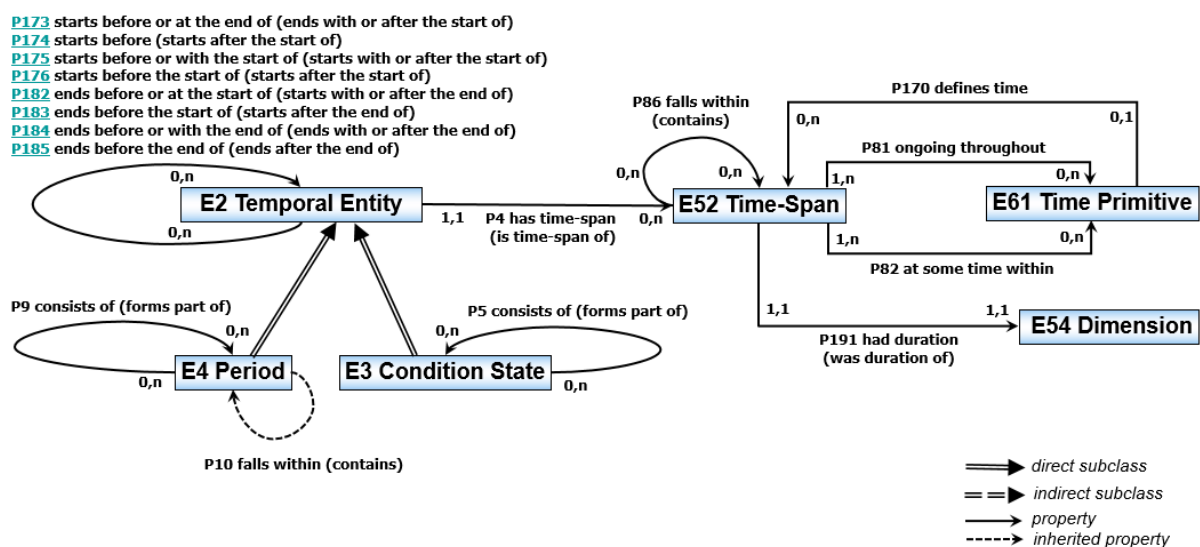 P173 starts before or at the end of (ends with or after the start of)
P174 starts before (starts after the start of)
P175 starts before or with the start of (starts with or after the start of)
P176 starts before the start of (starts after the start of)
P182 ends before or at the start of (starts with or after the end of)
P183 ends before the start of (starts after the end of)
P184 ends before or with the end of (ends with or after the end of)
P185 ends before the end of (ends after the end of)
0,n
E2 Temporal Entity
0,n
1,1
P4 has time-span
(is time-span of)
0,n
P86 falls within
(contains)
0,n
0,n
E52 Time-Span
P170 defines time
0,n
0,1
P81 ongoing throughout
1,n
0,n
E61 Time Primitive
1,n
0,n
P82 at some time within
1,1
1,1
P191 had duration
(was duration of)
E54 Dimension
P9 consists of (forms part of)
0,n
E4 Period
0,n
P10 falls within (contains)
P5 consists of (forms part of)
0,n
E3 Condition State
0,n
direct subclass
indirect subclass
property
inherited property